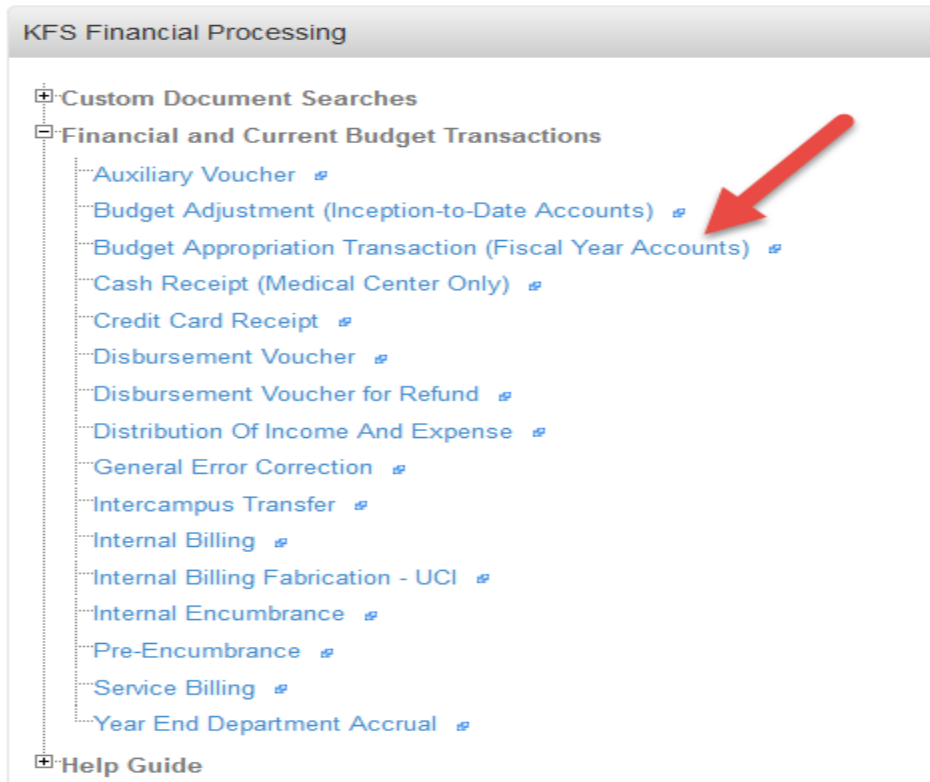 KFS Financial Processing
Custom Document Searches
Financial and Current Budget Transactions
Auxiliary Voucher
Budget Adjustment (Inception-to-Date Accounts)
Budget Appropriation Transaction (Fiscal Year Accounts)
Cash Receipt (Medical Center Only)
Credit Card Receipt
Disbursement Voucher
Disbursement Voucher for Refund
Distribution Of Income And Expense
General Error Correction
Intercampus Transfer
Internal Billing
Internal Billing Fabrication - UCI
Internal Encumbrance
Pre-Encumbrance
Service Billing
Year End Department Accrual
Help Guide